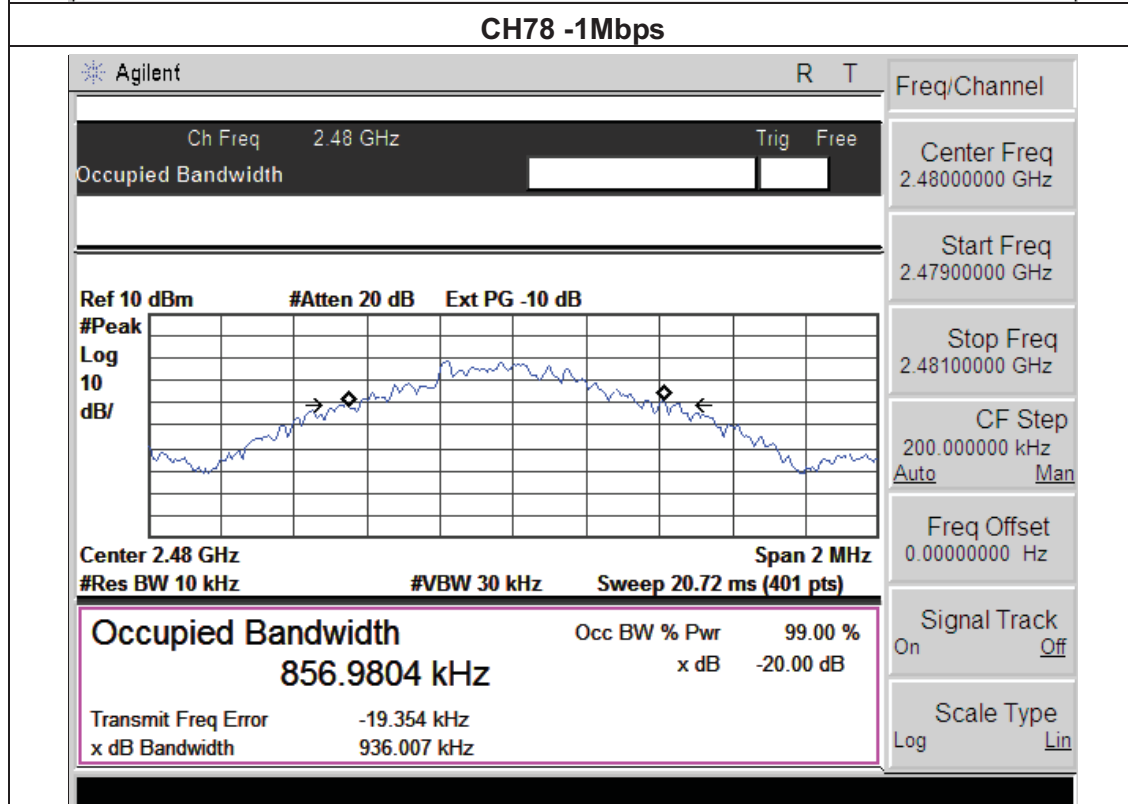 CH78 -1Mbps
Agilent R T
Freq/Channel
Ch Freq 2.48 GHz Trig Free
Occupied Bandwidth
Center Freq
2.48000000 GHz
Start Freq
2.47900000 GHz
Stop Freq
2.48100000 GHz
CF Step
200.000000 kHz
Auto Man
Freq Offset
0.00000000 Hz
Signal Track
On Off
Scale Type
Log Lin
Ref 10 dBm #Atten 20 dB Ext PG -10 dB
#Peak
Log
10
dB/
Center 2.48 GHz Span 2 MHz
#Res BW 10 kHz #VBW 30 kHz Sweep 20.72 ms (401 pts)
Occupied Bandwidth Occ BW % Pwr 99.00 %
856.9804 kHz x dB -20.00 dB
Transmit Freq Error -19.354 kHz
x dB Bandwidth 936.007 kHz